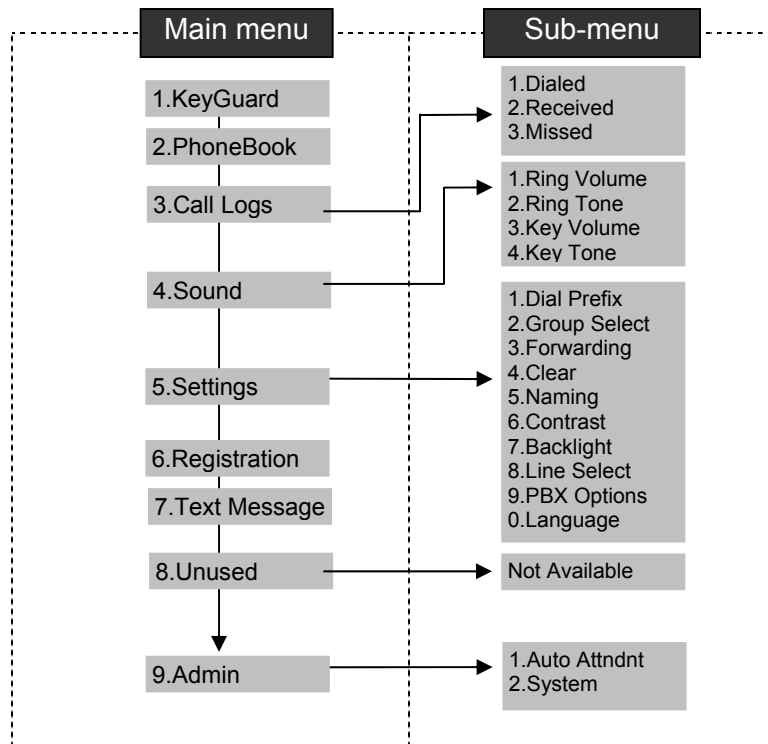 Main menu
Sub-menu
1.KeyGuard
2.PhoneBook
3.Call Logs
4.Sound
5.Settings
6.Registration
7.Text Message
8.Unused
9.Admin
1.Dialed
2.Received
3.Missed
1.Ring Volume
2.Ring Tone
3.Key Volume
4.Key Tone
1.Dial Prefix
2.Group Select
3.Forwarding
4.Clear
5.Naming
6.Contrast
7.Backlight
8.Line Select
9.PBX Options
0.Language
Not Available
1.Auto Attndnt
2.System